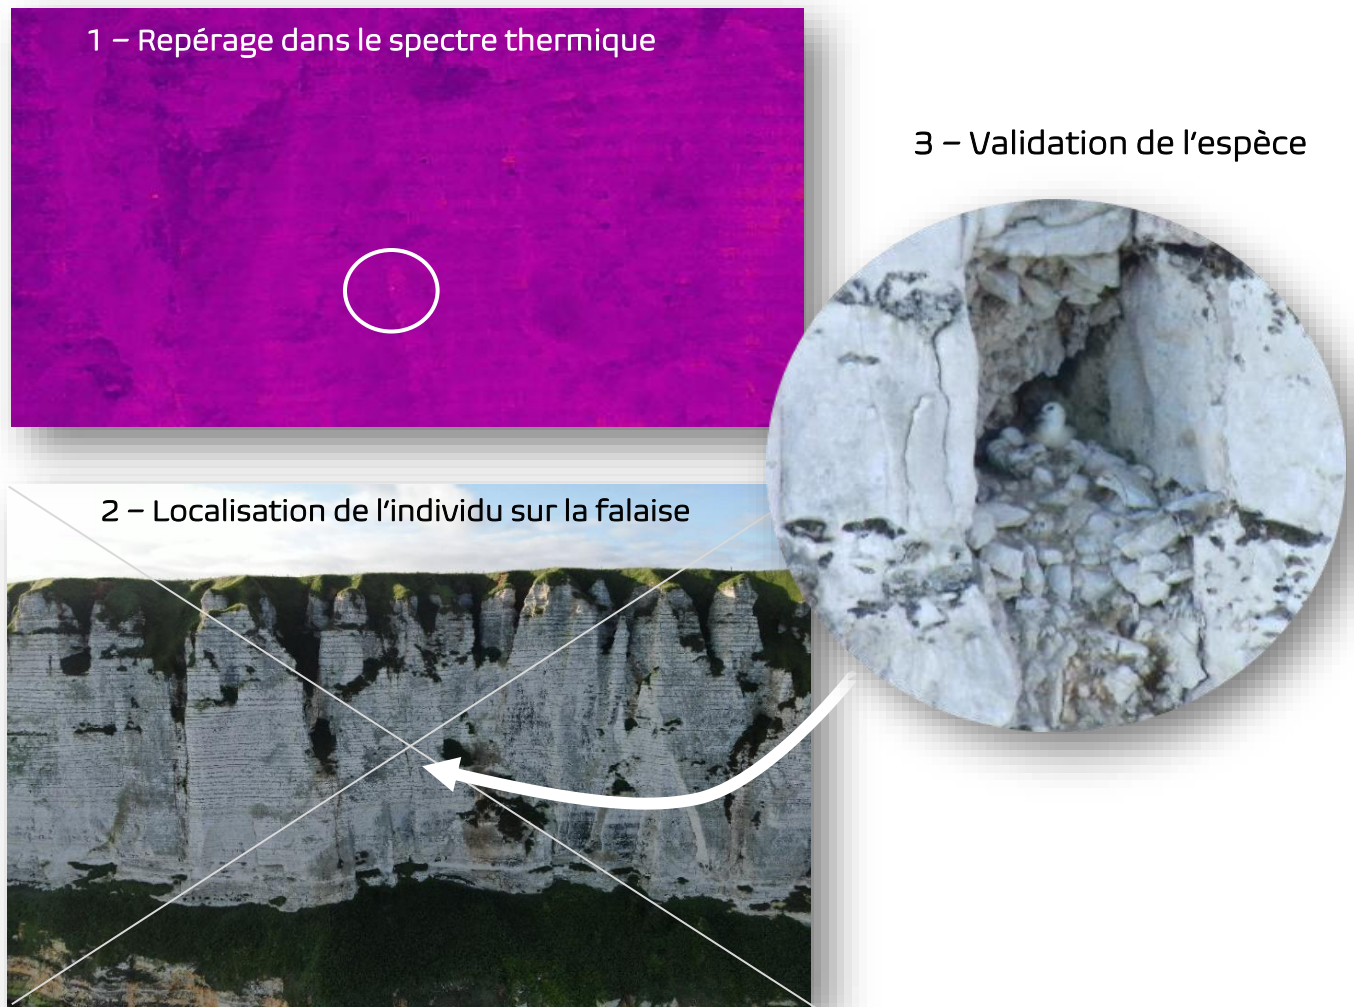 1 – Repérage dans le spectre thermique
3 – Validation de l'espèce
2 – Localisation de l'individu sur la falaise